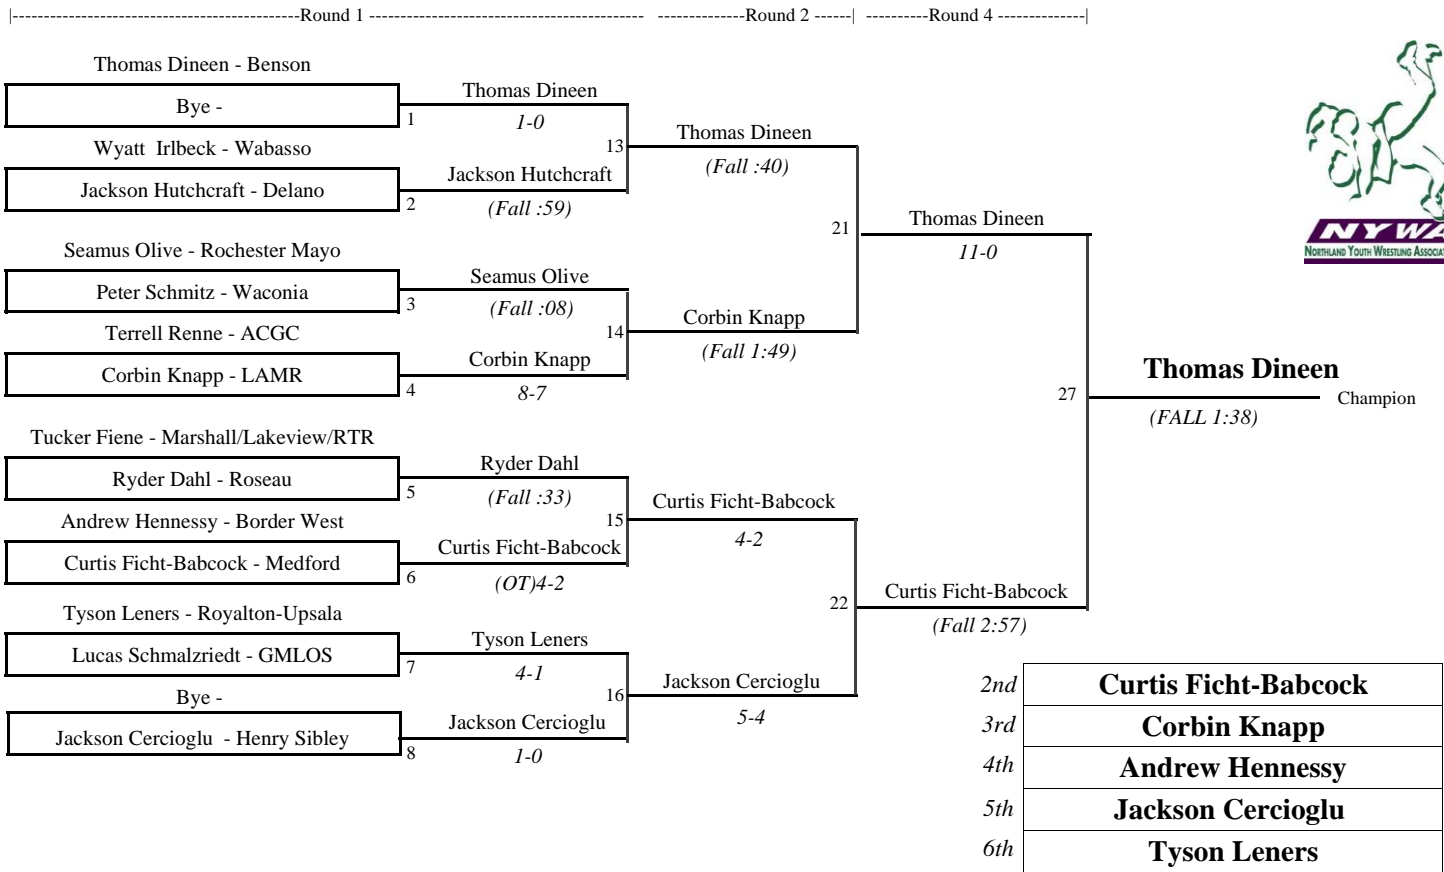 |--------------------------------------------Round 1 ------------------------------------------ --------------Round 2 ------| ----------Round 4 --------------|
Thomas Dineen - Benson
Bye -
1
Thomas Dineen
1-0
Wyatt  Irlbeck - Wabasso
Jackson Hutchcraft - Delano
2
Jackson Hutchcraft
(Fall :59)
13
Thomas Dineen
(Fall :40)
Seamus Olive - Rochester Mayo
Peter Schmitz - Waconia
3
Seamus Olive
(Fall :08)
Terrell Renne - ACGC
Corbin Knapp - LAMR
4
Corbin Knapp
8-7
14
Corbin Knapp
(Fall 1:49)
21
Thomas Dineen
11-0
Tucker Fiene - Marshall/Lakeview/RTR
Ryder Dahl - Roseau
5
Ryder Dahl
(Fall :33)
Andrew Hennessy - Border West
Curtis Ficht-Babcock - Medford
6
Curtis Ficht-Babcock
(OT)4-2
15
Curtis Ficht-Babcock
4-2
Tyson Leners - Royalton-Upsala
Lucas Schmalzriedt - GMLOS
7
Tyson Leners
4-1
Bye -
Jackson Cercioglu  - Henry Sibley
8
Jackson Cercioglu
1-0
16
Jackson Cercioglu
5-4
22
Curtis Ficht-Babcock
(Fall 2:57)
27
Thomas Dineen
Champion
(FALL 1:38)
NYWA
NORTHLAND YOUTH WRESTLING ASSOCIAT
2nd Curtis Ficht-Babcock
3rd Corbin Knapp
4th Andrew Hennessy
5th Jackson Cercioglu
6th Tyson Leners